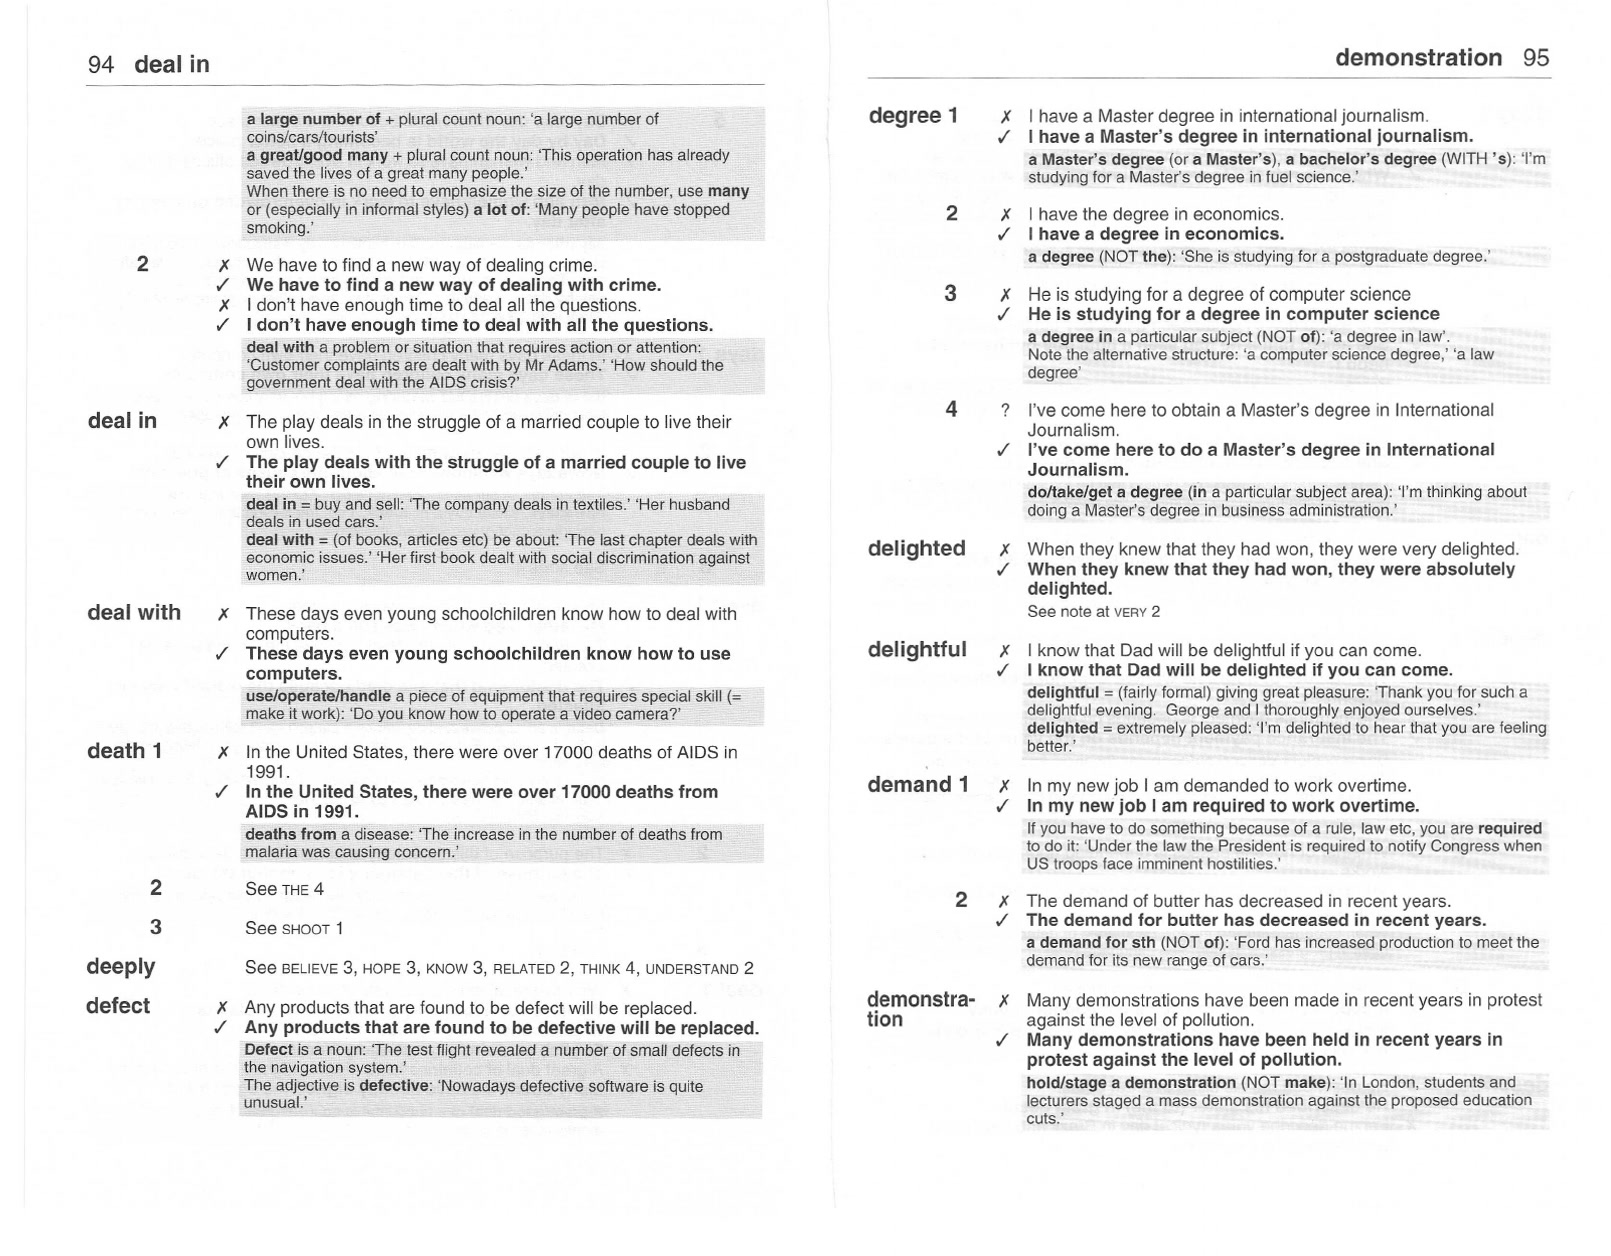 94 deal in
a large number of + plural count noun: ‘a large number of
coins/cars/tourists’
a great/good many + plural count noun: ‘This operation has already
saved the lives of a great many people.’
When there is no need to emphasize the size of the number, use many
or (especially in informal styles) a lot of: ‘Many people have stopped
smoking.’
2 ✗ We have to find a new way of dealing crime.
✓ We have to find a new way of dealing with crime.
✗ I don’t have enough time to deal all the questions.
✓ I don’t have enough time to deal with all the questions.
deal with a problem or situation that requires action or attention:
‘Customer complaints are dealt with by Mr Adams.’ ‘How should the
government deal with the AIDS crisis?’
deal in ✗ The play deals in the struggle of a married couple to live their
own lives.
✓ The play deals with the struggle of a married couple to live
their own lives.
deal in = buy and sell: ‘The company deals in textiles.’ ‘Her husband
deals in used cars.’
deal with = (of books, articles etc) be about: ‘The last chapter deals with
economic issues.’ ‘Her first book dealt with social discrimination against
women.’
deal with ✗ These days even young schoolchildren know how to deal with
computers.
✓ These days even young schoolchildren know how to use
computers.
use/operate/handle a piece of equipment that requires special skill (=
make it work): ‘Do you know how to operate a video camera?’
death 1 ✗ In the United States, there were over 17000 deaths of AIDS in
1991.
✓ In the United States, there were over 17000 deaths from
AIDS in 1991.
deaths from a disease: ‘The increase in the number of deaths from
malaria was causing concern.’
2 See THE 4
3 See SHOOT 1
deeply See BELIEVE 3, HOPE 3, KNOW 3, RELATED 2, THINK 4, UNDERSTAND 2
defect ✗ Any products that are found to be defect will be replaced.
✓ Any products that are found to be defective will be replaced.
Defect is a noun: ‘The test flight revealed a number of small defects in
the navigation system.’
The adjective is defective: ‘Nowadays defective software is quite
unusual.’
demonstration 95
degree 1 ✗ I have a Master degree in international journalism.
✓ I have a Master’s degree in international journalism.
a Master’s degree (or a Master’s), a bachelor’s degree (WITH ’s): ‘I’m
studying for a Master’s degree in fuel science.’
2 ✗ I have the degree in economics.
✓ I have a degree in economics.
a degree (NOT the): ‘She is studying for a postgraduate degree.’
3 ✗ He is studying for a degree of computer science
✓ He is studying for a degree in computer science
a degree in a particular subject (NOT of): ‘a degree in law’.
Note the alternative structure: ‘a computer science degree,’ ‘a law
degree’
4 ? I’ve come here to obtain a Master’s degree in International
Journalism.
✓ I’ve come here to do a Master’s degree in International
Journalism.
do/take/get a degree (in a particular subject area): ‘I’m thinking about
doing a Master’s degree in business administration.’
delighted ✗ When they knew that they had won, they were very delighted.
✓ When they knew that they had won, they were absolutely
delighted.
See note at VERY 2
delightful ✗ I know that Dad will be delightful if you can come.
✓ I know that Dad will be delighted if you can come.
delightful = (fairly formal) giving great pleasure: ‘Thank you for such a
delightful evening. George and I thoroughly enjoyed ourselves.’
delighted = extremely pleased: ‘I’m delighted to hear that you are feeling
better.’
demand 1 ✗ In my new job I am demanded to work overtime.
✓ In my new job I am required to work overtime.
If you have to do something because of a rule, law etc, you are required
to do it: ‘Under the law the President is required to notify Congress when
US troops face imminent hostilities.’
2 ✗ The demand of butter has decreased in recent years.
✓ The demand for butter has decreased in recent years.
a demand for sth (NOT of): ‘Ford has increased production to meet the
demand for its new range of cars.’
demonstra- ✗ Many demonstrations have been made in recent years in protest
tion against the level of pollution.
✓ Many demonstrations have been held in recent years in
protest against the level of pollution.
hold/stage a demonstration (NOT make): ‘In London, students and
lecturers staged a mass demonstration against the proposed education
cuts.’